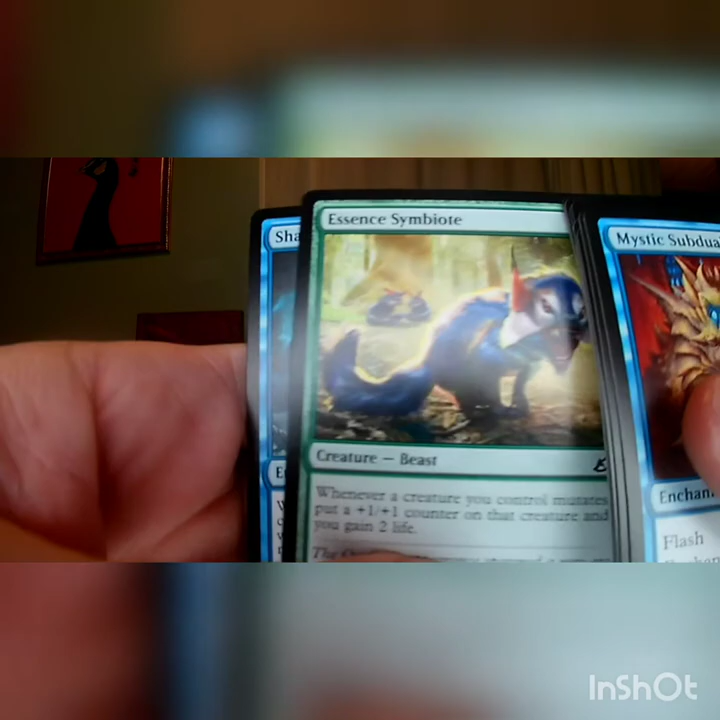 Sha
Essence Symbiote
Mystic Subdua
Creature — Beast
Enchan
Whenever a creature you control mutates
put a +1/+1 counter on that creature and
you gain 2 life.
Flash
The
InShOt